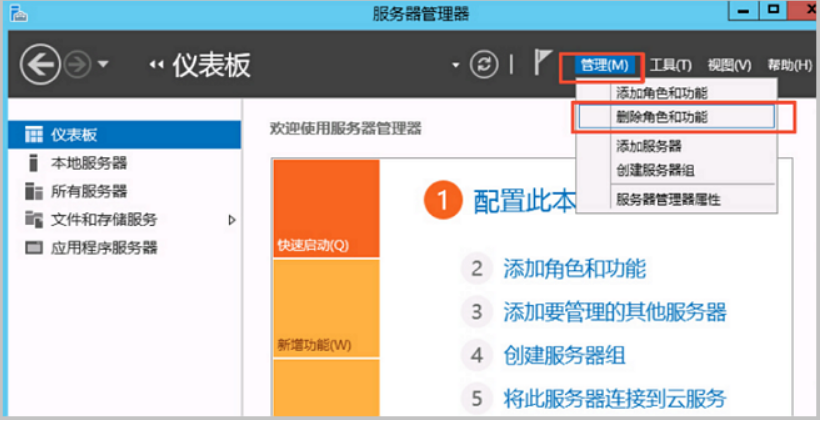 服务器管理器
仪表板
管理(M) 工具(T) 视图(V) 帮助(H)
添加角色和功能
删除角色和功能
添加服务器
创建服务器组
服务器管理器属性
仪表板
本地服务器
所有服务器
文件和存储服务
应用程序服务器
欢迎使用服务器管理器
快速启动(Q)
新增功能(W)
1 配置此本
2 添加角色和功能
3 添加要管理的其他服务器
4 创建服务器组
5 将此服务器连接到云服务